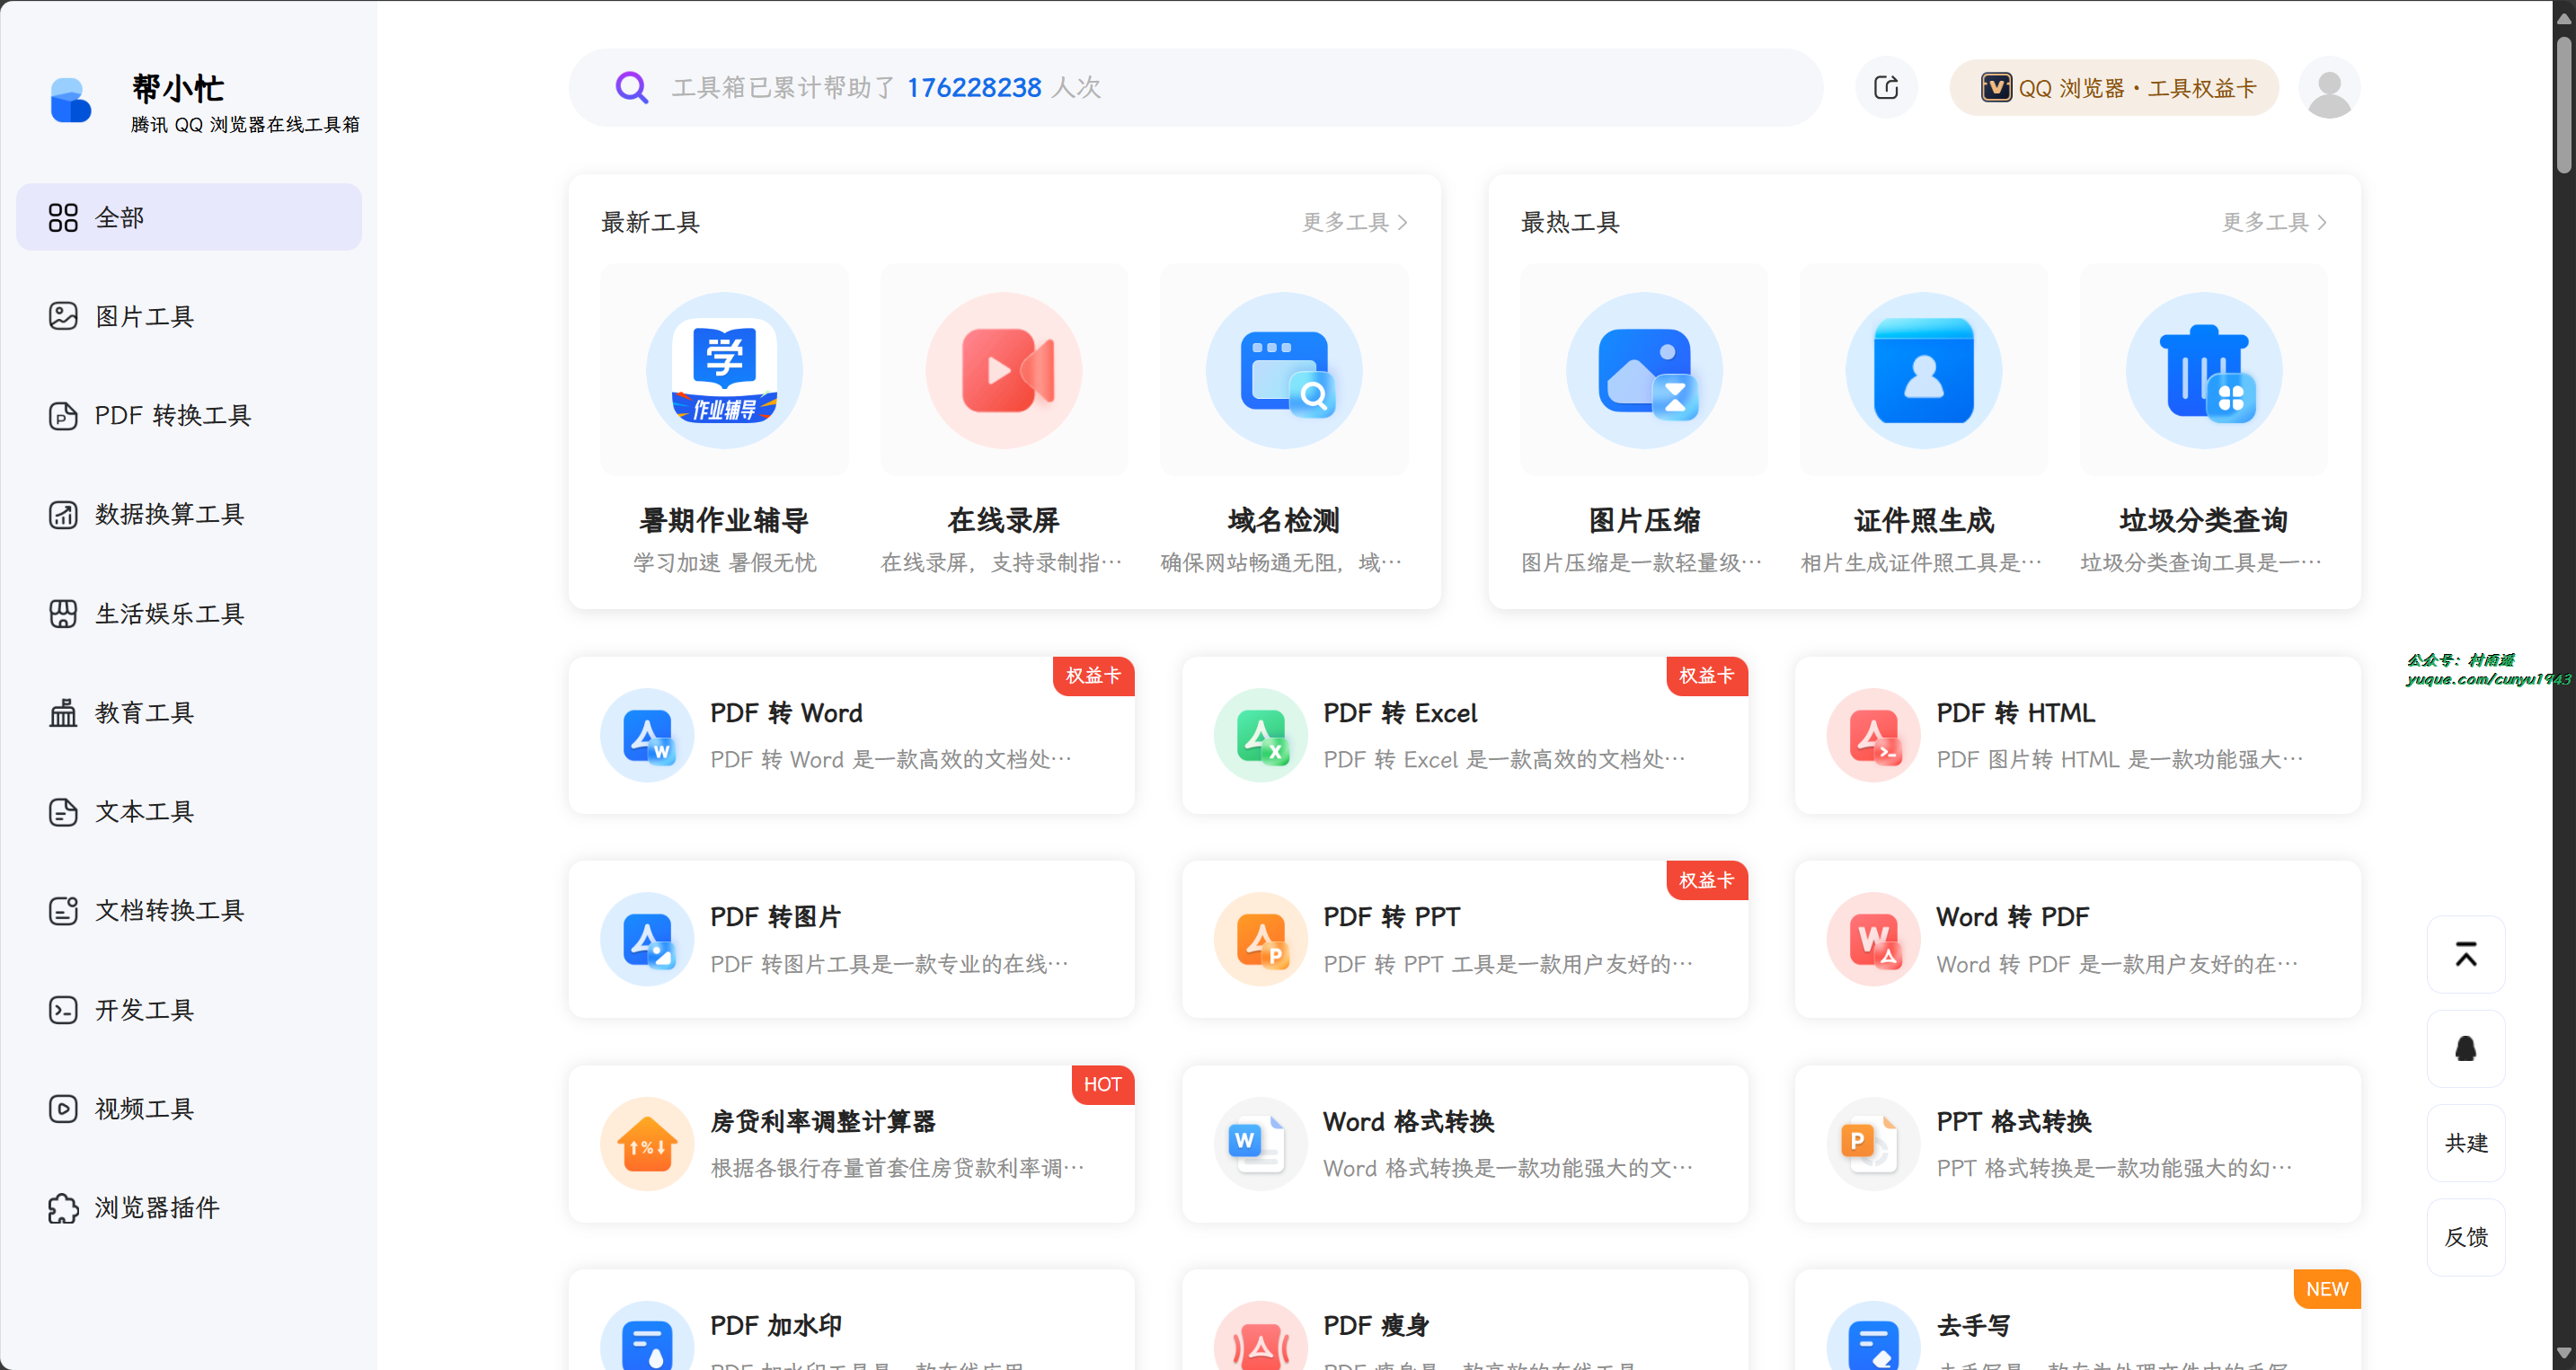 帮小忙
腾讯 QQ 浏览器在线工具箱
全部
图片工具
PDF 转换工具
数据换算工具
生活娱乐工具
教育工具
文本工具
文档转换工具
开发工具
视频工具
浏览器插件
工具箱已累计帮助了 176228238 人次
QQ 浏览器・工具权益卡
最新工具
更多工具
学
作业辅导
暑期作业辅导
学习加速 暑假无忧
在线录屏
在线录屏，支持录制指…
域名检测
确保网站畅通无阻，域…
最热工具
更多工具
图片压缩
图片压缩是一款轻量级…
证件照生成
相片生成证件照工具是…
垃圾分类查询
垃圾分类查询工具是一…
权益卡
PDF 转 Word
PDF 转 Word 是一款高效的文档处…
权益卡
PDF 转 Excel
PDF 转 Excel 是一款高效的文档处…
PDF 转 HTML
PDF 图片转 HTML 是一款功能强大…
PDF 转图片
PDF 转图片工具是一款专业的在线…
权益卡
PDF 转 PPT
PDF 转 PPT 工具是一款用户友好的…
Word 转 PDF
Word 转 PDF 是一款用户友好的在…
HOT
房贷利率调整计算器
根据各银行存量首套住房贷款利率调…
Word 格式转换
Word 格式转换是一款功能强大的文…
PPT 格式转换
PPT 格式转换是一款功能强大的幻…
PDF 加水印
PDF 瘦身
NEW
去手写
公众号：村雨遥
yuque.com/cunyu1943
共建
反馈